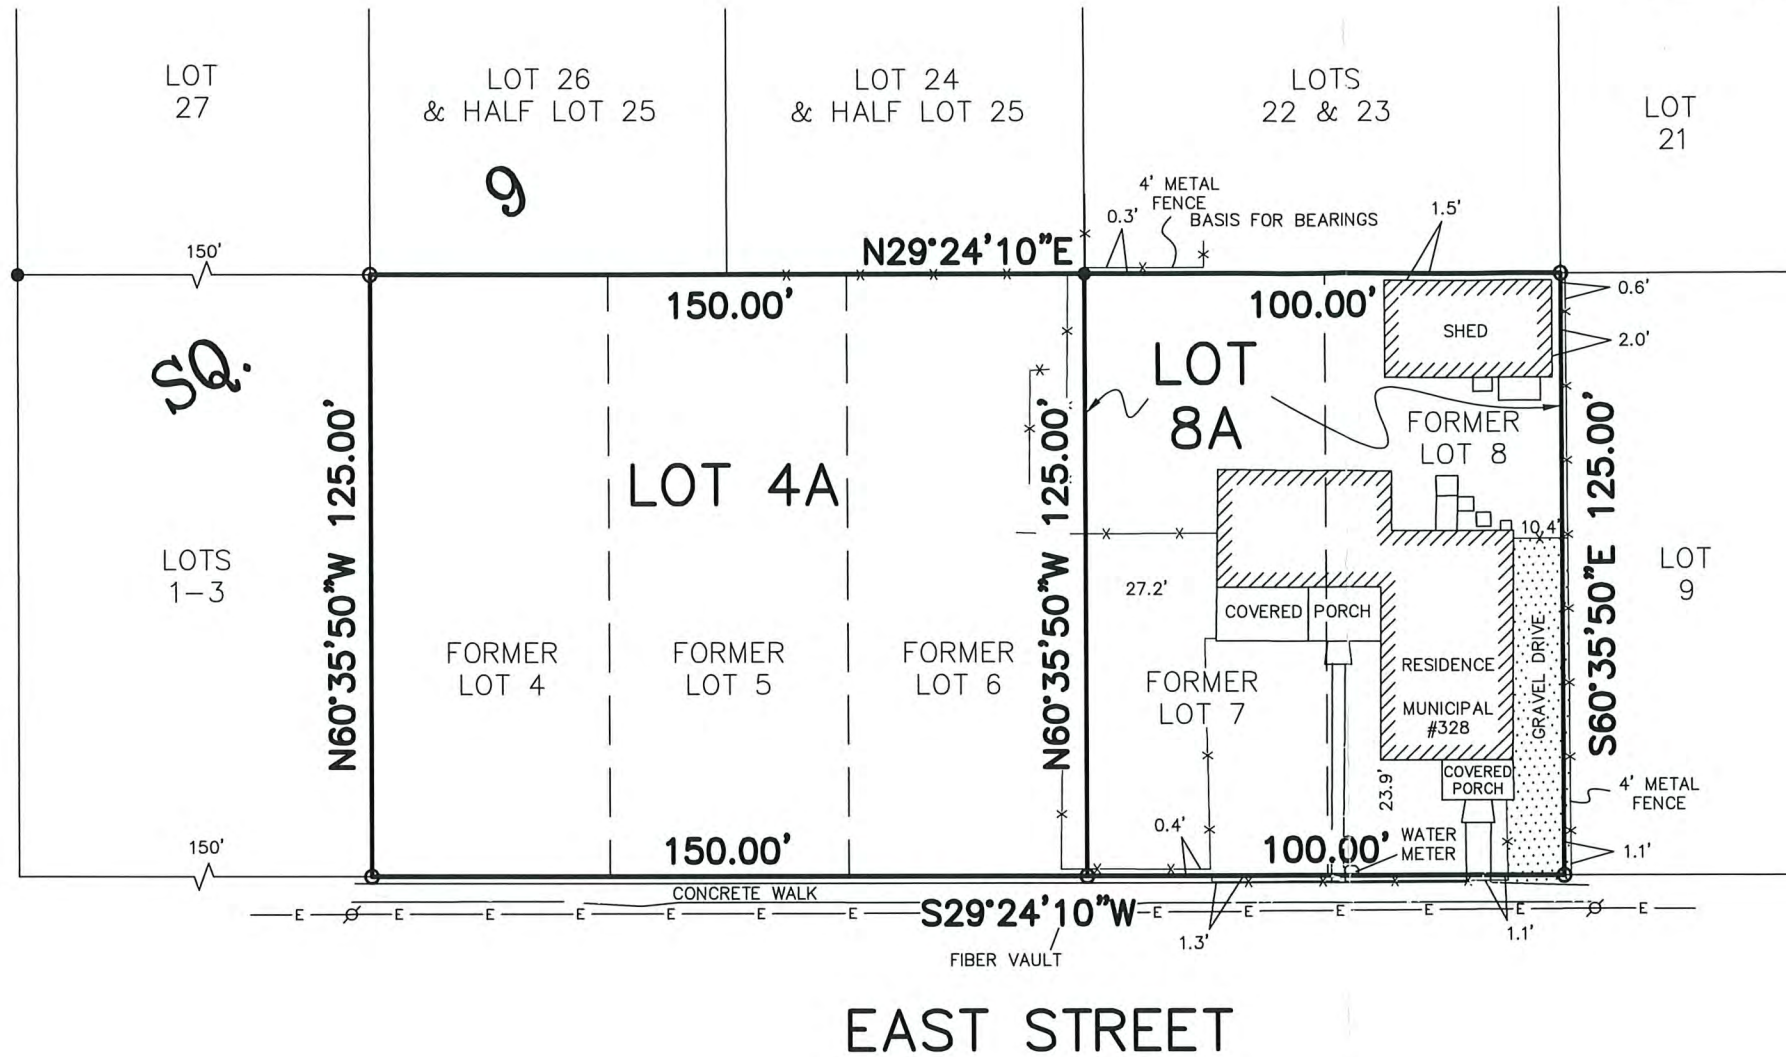 LOT
27
LOT 26
& HALF LOT 25
LOT 24
& HALF LOT 25
LOTS
22 & 23
LOT
21
9
4' METAL
FENCE
0.3'
BASIS FOR BEARINGS
1.5'
150'
N29°24'10"E
150.00'
100.00'
0.6'
2.0'
SHED
SQ.
LOT
8A
FORMER
LOT 8
N60°35'50"W 125.00'
LOT 4A
N60°35'50"W 125.00'
S60°35'50"E 125.00'
10.4'
LOTS
1-3
LOT
9
27.2'
COVERED PORCH
FORMER
LOT 4
FORMER
LOT 5
FORMER
LOT 6
FORMER
LOT 7
RESIDENCE
MUNICIPAL
#328
GRAVEL DRIVE
COVERED
PORCH
23.9'
4' METAL
FENCE
150'
150.00'
0.4'
100.00'
WATER
METER
1.1'
CONCRETE WALK
E E E E E E S29°24'10"W E E E E E E
1.3'
1.1'
FIBER VAULT
EAST STREET